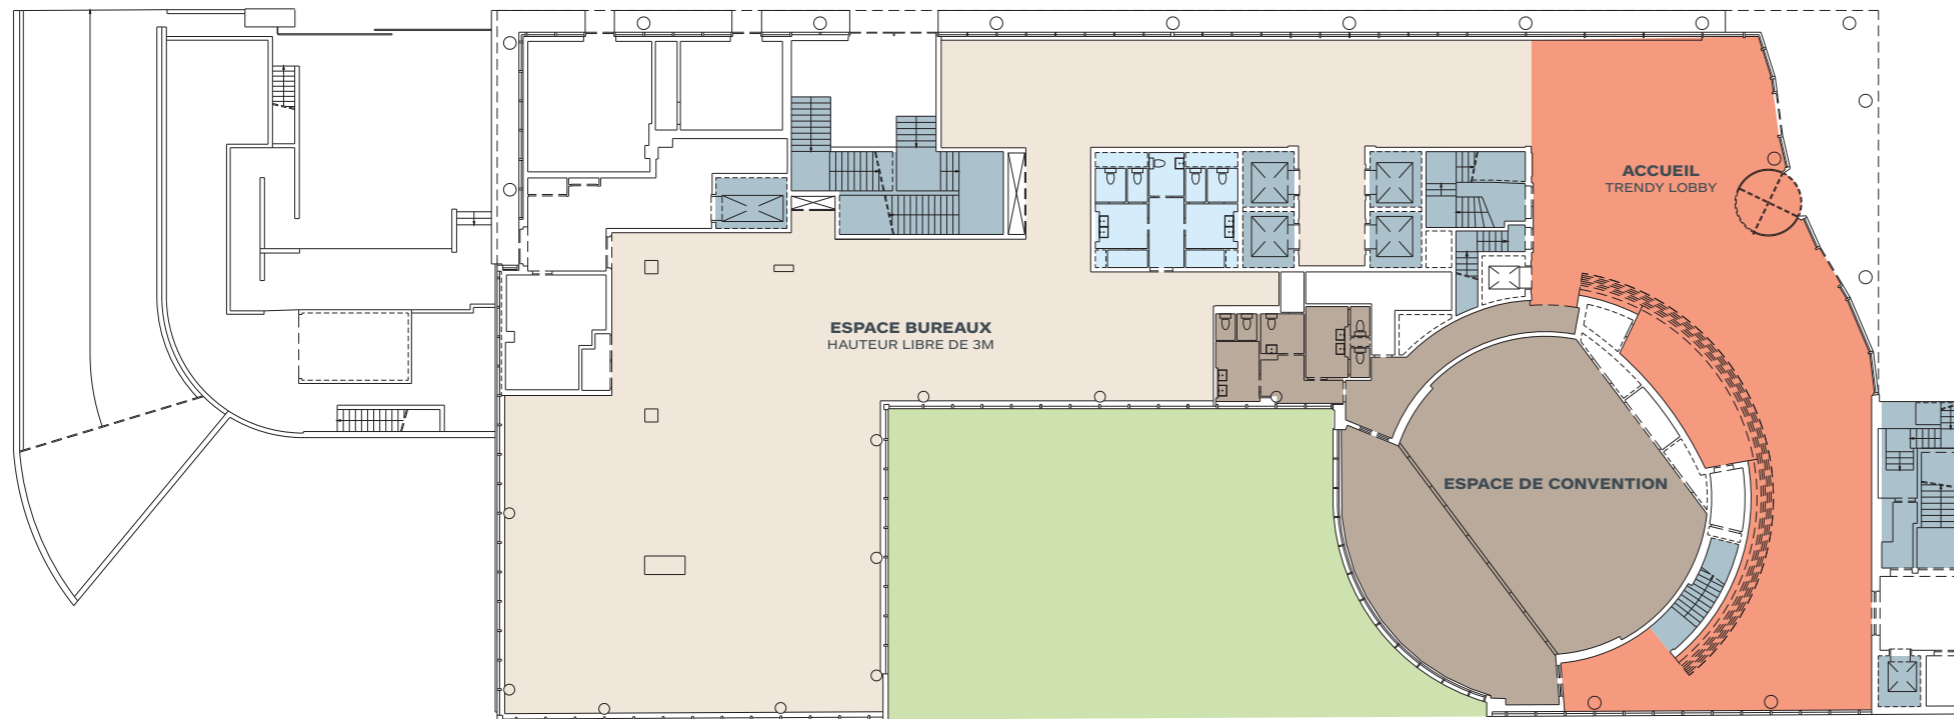 ACCUEIL
TRENDY LOBBY
ESPACE BUREAUX
HAUTEUR LIBRE DE 3M
ESPACE DE CONVENTION